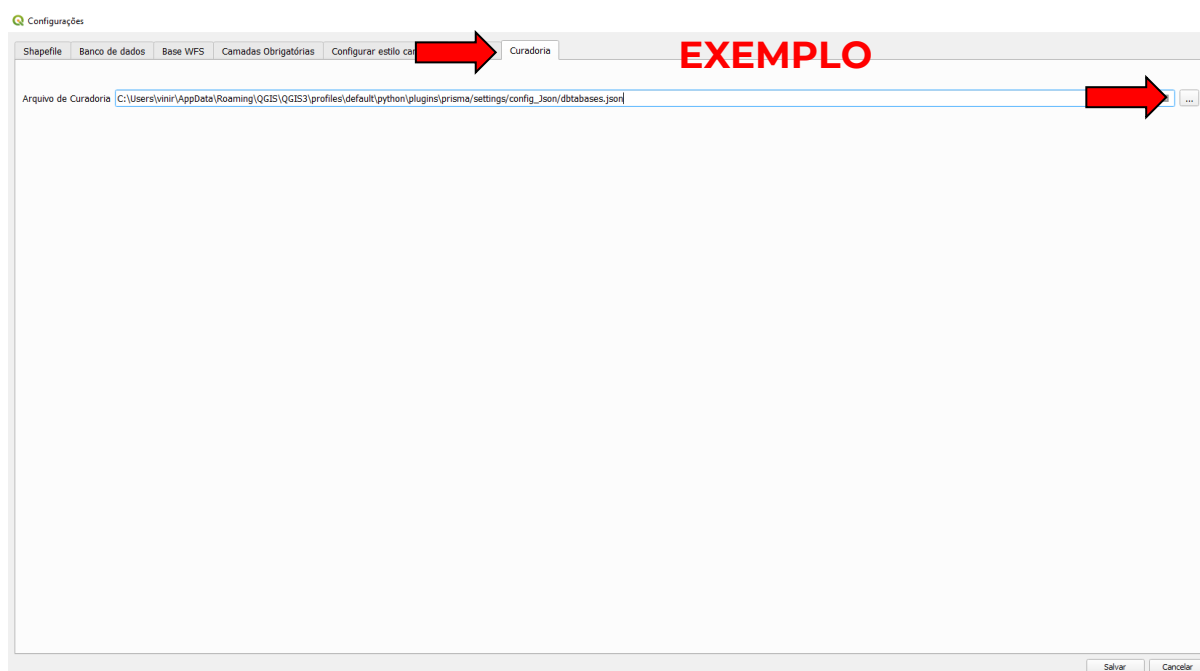 Configurações
Shapefile Banco de dados Base WFS Camadas Obrigatórias Configurar estilo Curadoria
EXEMPLO
Arquivo de Curadoria C:\Users\vinir\AppData\Roaming\QGIS\QGIS3\profiles\default\python\plugins\prisma/settings/config_Json/dbtabases.json ...
Salvar Cancelar